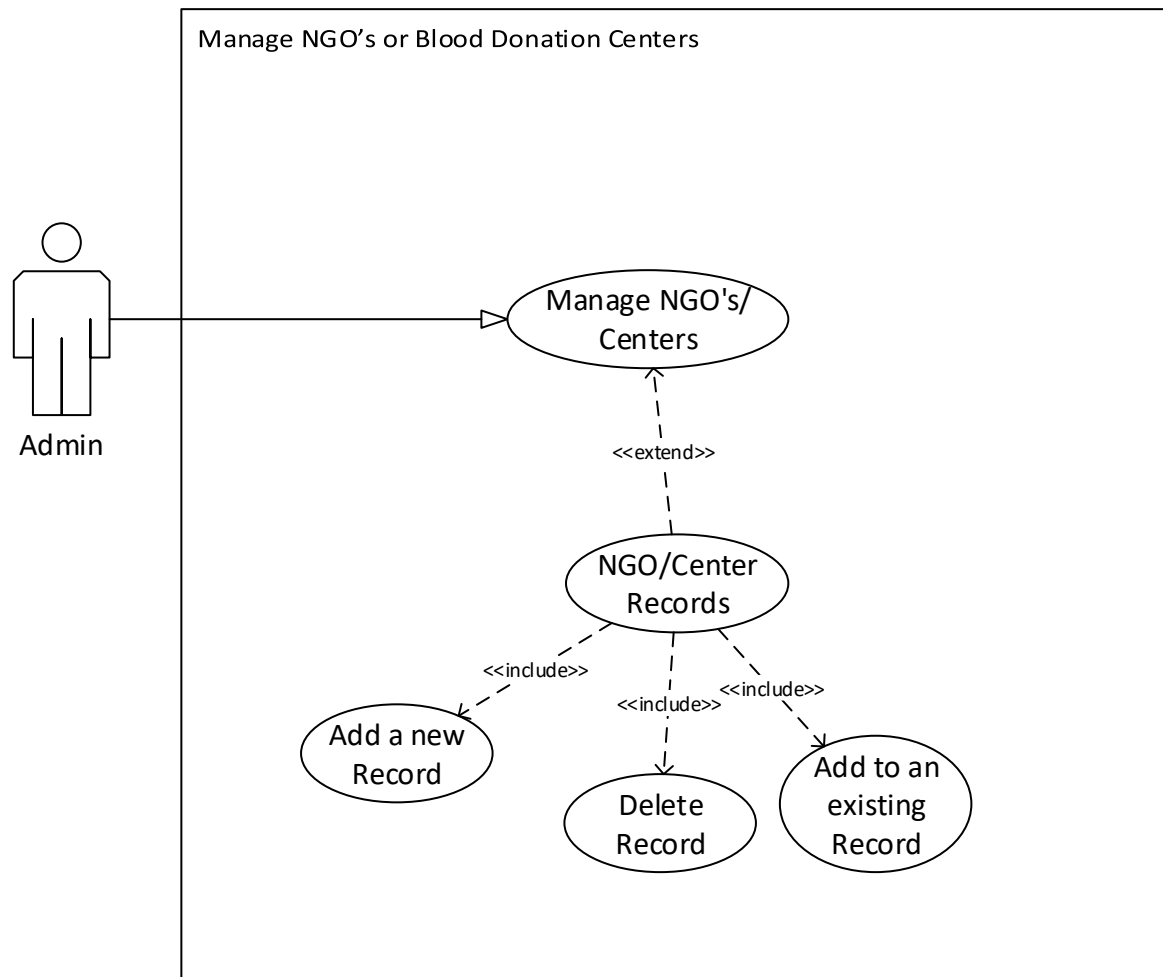 Manage NGO’s or Blood Donation Centers
Manage NGO's/
Centers
Admin
<<extend>>
NGO/Center
Records
<<include>>
<<include>>
<<include>>
Add a new
Record
Delete
Record
Add to an
existing
Record